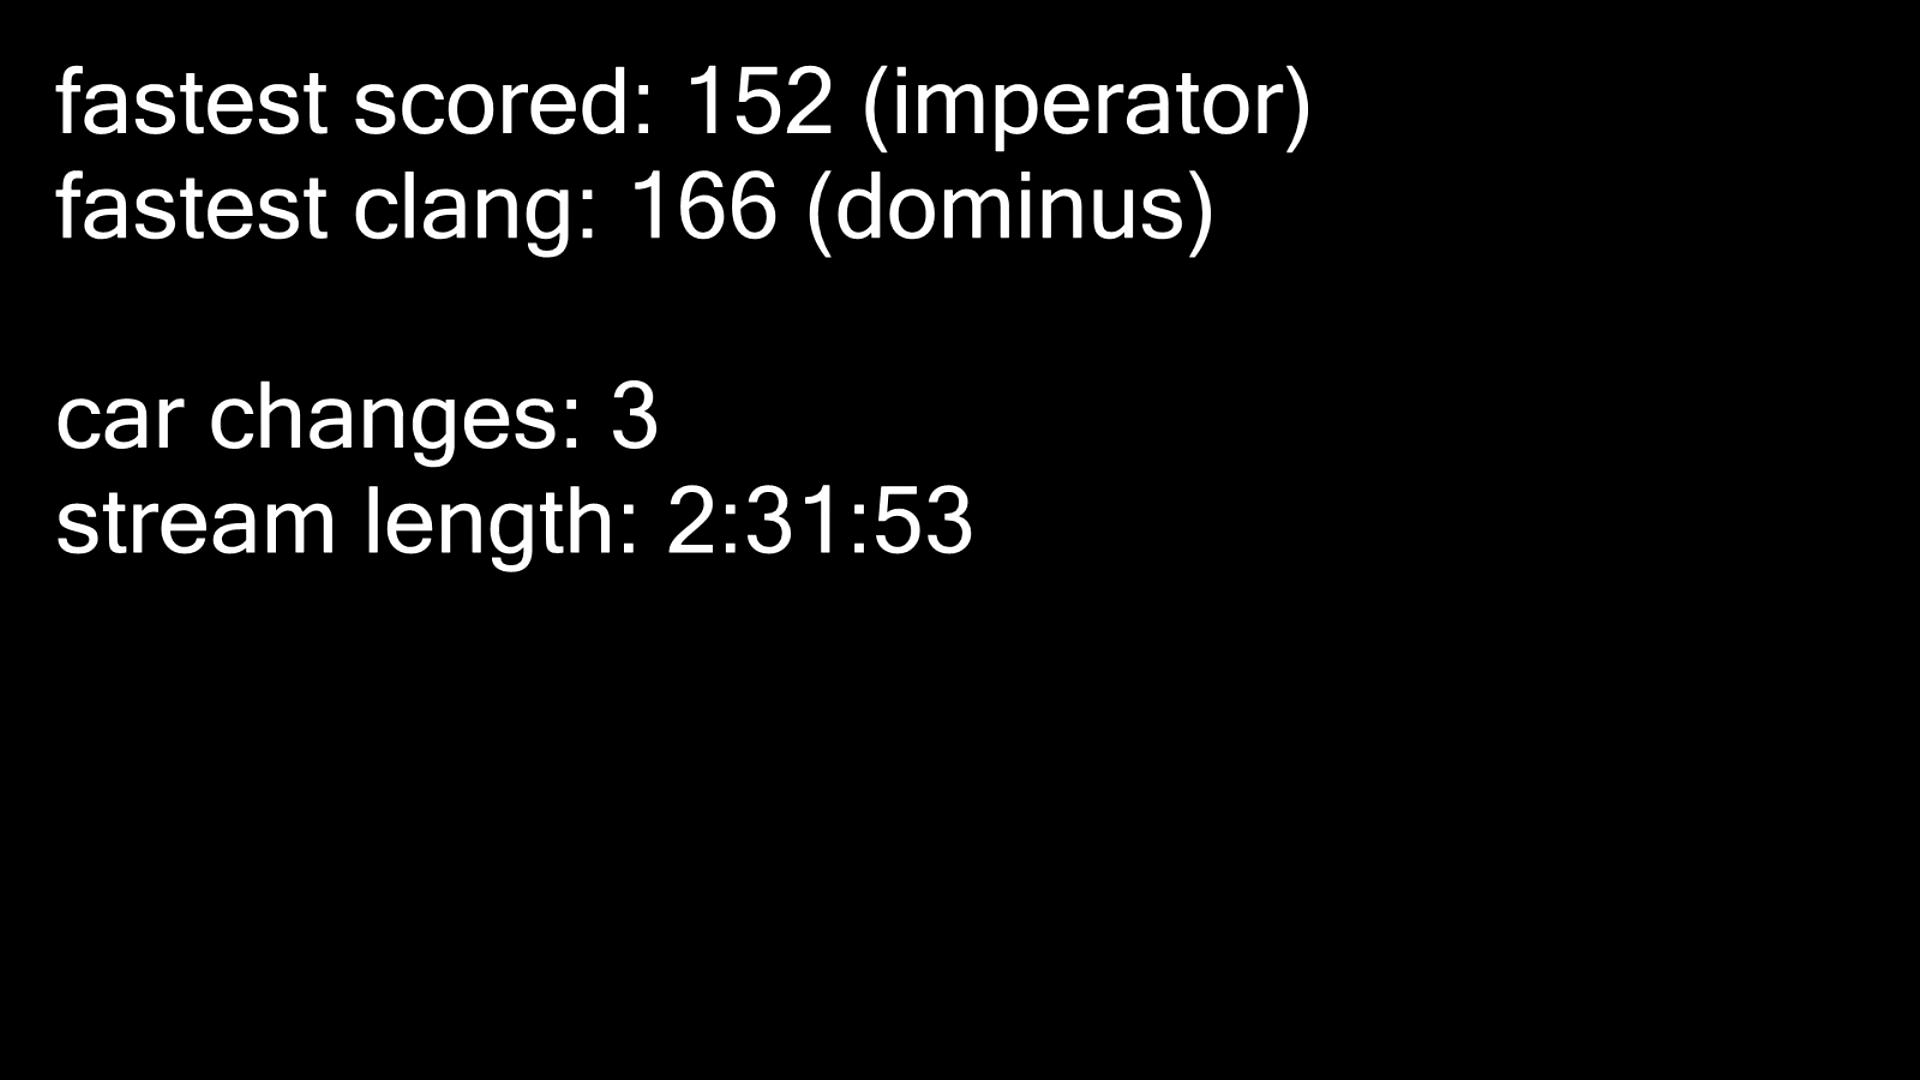 fastest scored: 152 (imperator)
fastest clang: 166 (dominus)
car changes: 3
stream length: 2:31:53